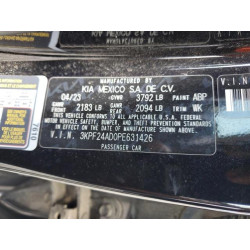 MANUFACTURED BY
KIA MEXICO S.A. DE C.V.
04/23 GVWR 3792 LB PAINT ABP
GAWR FRONT 2183 LB GAWR REAR 2094 LB TRIM WK
THIS VEHICLE CONFORMS TO ALL APPLICABLE
U.S. FEDERAL MOTOR VEHICLE
SAFETY, BUMPER, AND THEFT PREVENTION
STANDARDS IN EFFECT ON THE DATE OF
MANUFACTURE SHOWN ABOVE.
V.I.N. 3KPF24AD0PE631426
PASSENGER CAR
V.I.N